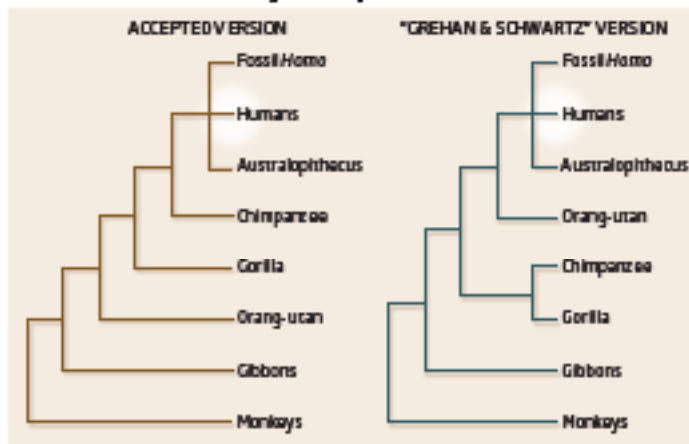 ACCEPTED VERSION
Fossil Homo
Humans
Australopithecus
Chimpanzee
Gorilla
Orang-utan
Gibbons
Monkeys
"GREHAN & SCHWARTZ" VERSION
Fossil Homo
Humans
Australopithecus
Orang-utan
Chimpanzee
Gorilla
Gibbons
Monkeys